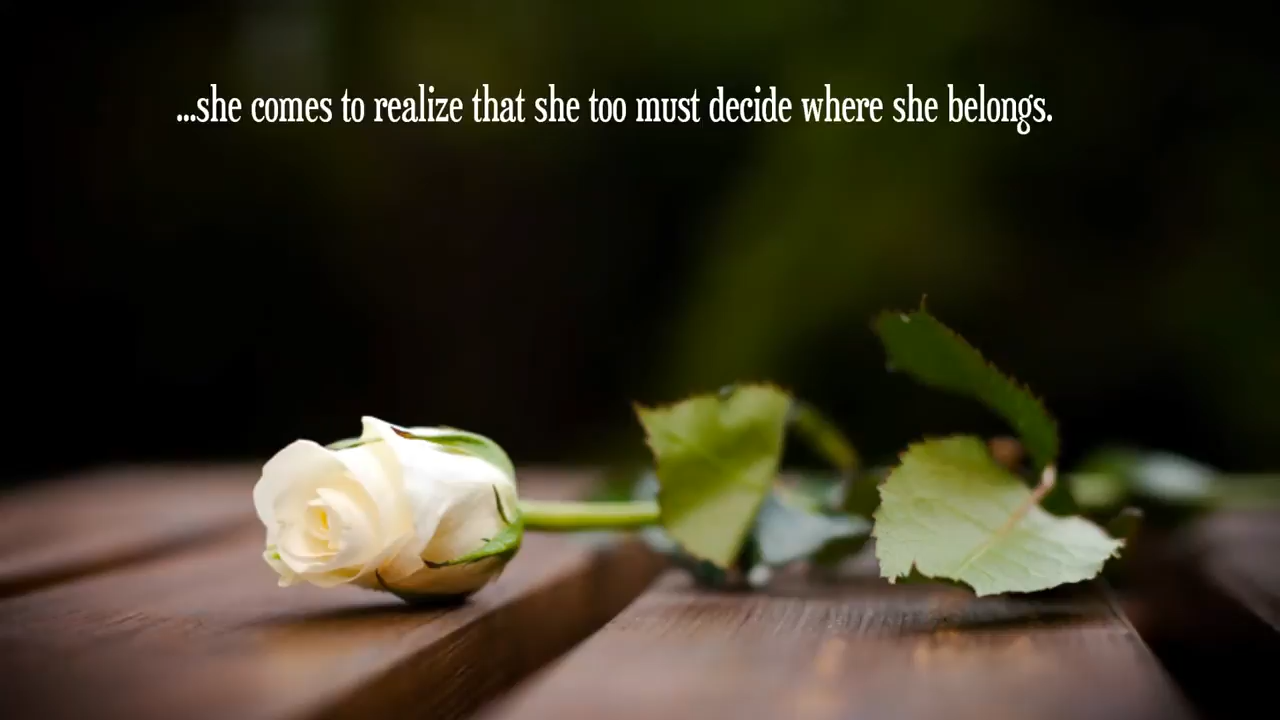 ...she comes to realize that she too must decide where she belongs.